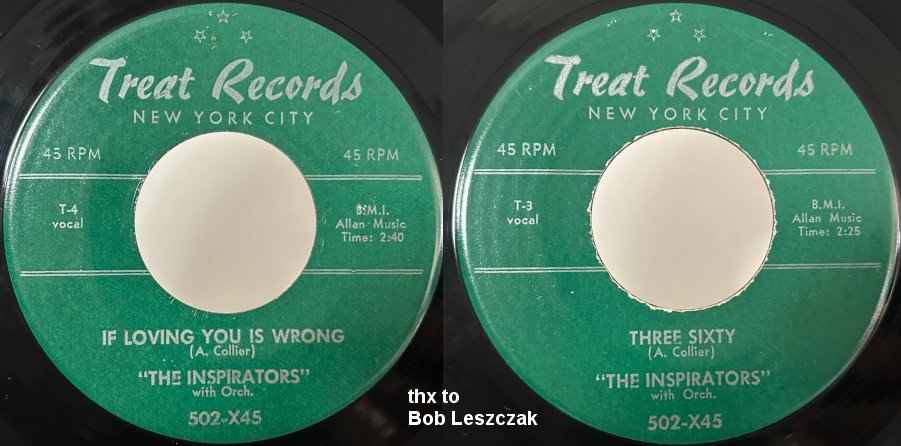 Treat Records
NEW YORK CITY
45 RPM 45 RPM
T-4
vocal
B.M.I.
Allan Music
Time: 2:40
IF LOVING YOU IS WRONG
(A. Collier)
"THE INSPIRATORS"
with Orch.
502-X45
Treat Records
NEW YORK CITY
45 RPM 45 RPM
T-3
vocal
B.M.I.
Allan Music
Time: 2:25
THREE SIXTY
(A. Collier)
"THE INSPIRATORS"
with Orch.
502-X45
thx to
Bob Leszczak